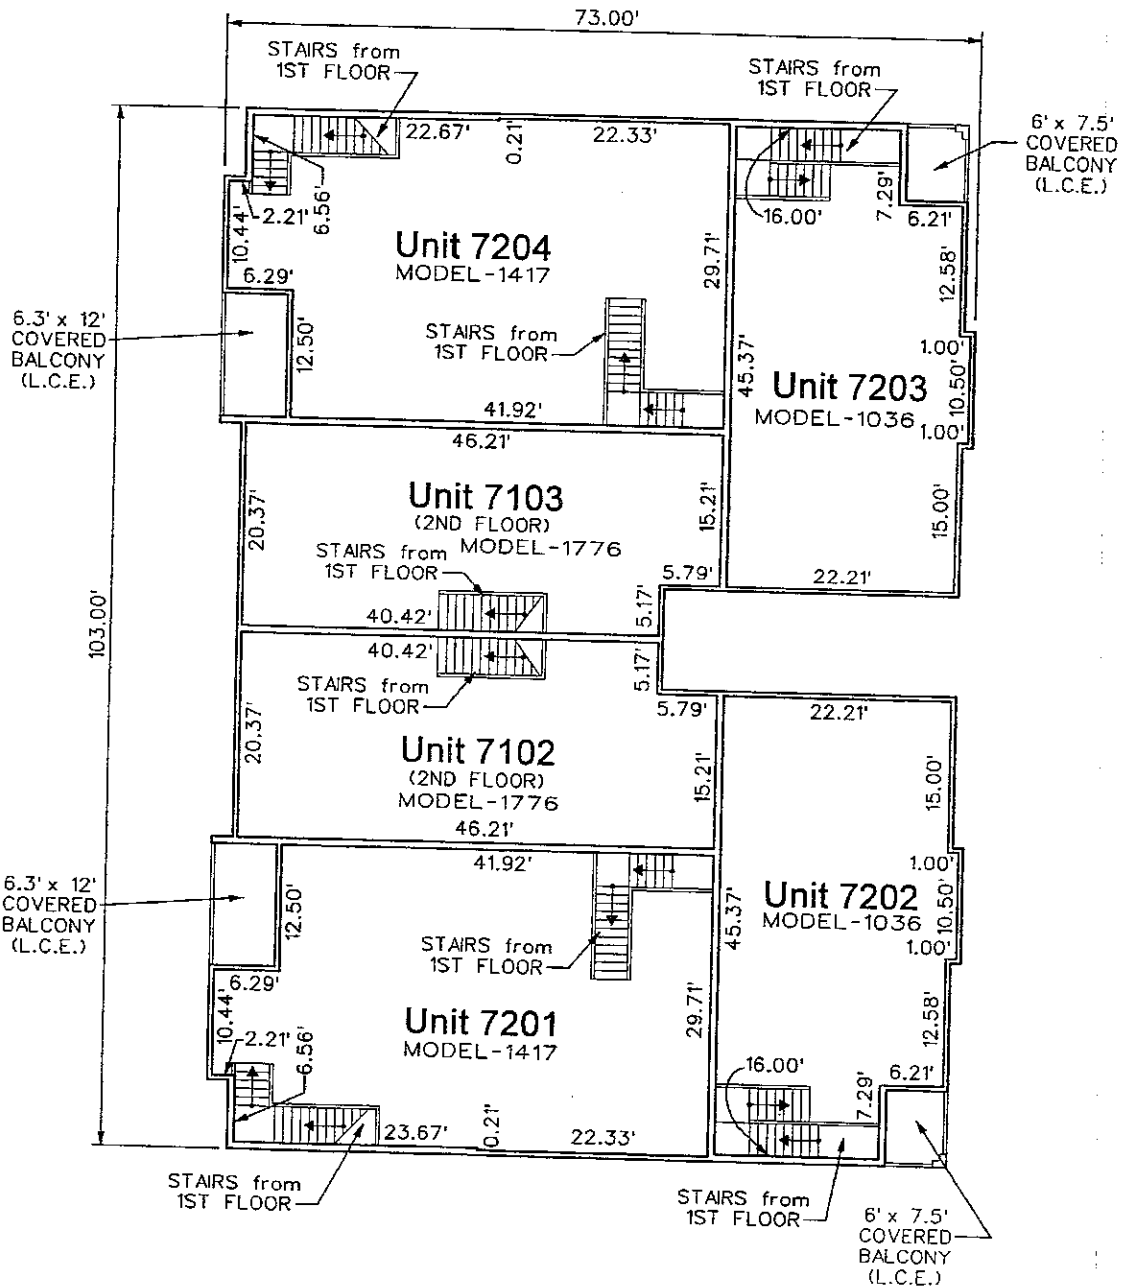 73.00'
STAIRS from
1ST FLOOR
STAIRS from
1ST FLOOR
6' x 7.5'
COVERED
BALCONY
(L.C.E.)
22.67'
0.21'
22.33'
16.00'
7.29'
6.21'
2.21'
6.56'
10.44'
6.29'
Unit 7204
MODEL-1417
29.71'
12.58'
6.3' x 12'
COVERED
BALCONY
(L.C.E.)
12.50'
STAIRS from
1ST FLOOR
41.92'
45.37'
Unit 7203
MODEL-1036
1.00'
10.50'
1.00'
46.21'
Unit 7103
(2ND FLOOR)
MODEL-1776
20.37'
15.21'
15.00'
STAIRS from
1ST FLOOR
5.79'
22.21'
40.42'
5.17'
103.00'
40.42'
5.17'
STAIRS from
1ST FLOOR
5.79'
22.21'
20.37'
Unit 7102
(2ND FLOOR)
MODEL-1776
15.21'
15.00'
46.21'
41.92'
6.3' x 12'
COVERED
BALCONY
(L.C.E.)
12.50'
45.37'
Unit 7202
MODEL-1036
1.00'
10.50'
1.00'
STAIRS from
1ST FLOOR
6.29'
10.44'
2.21'
6.56'
Unit 7201
MODEL-1417
29.71'
12.58'
16.00'
7.29'
6.21'
23.67'
0.21'
22.33'
STAIRS from
1ST FLOOR
STAIRS from
1ST FLOOR
6' x 7.5'
COVERED
BALCONY
(L.C.E.)